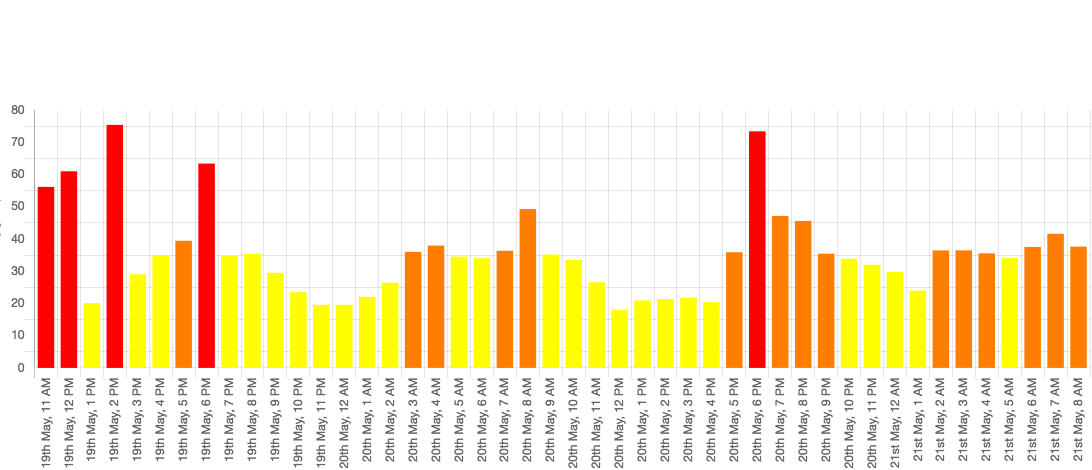 80
70
60
50
40
30
20
10
0
19th May, 11 AM
19th May, 12 PM
19th May, 1 PM
19th May, 2 PM
19th May, 3 PM
19th May, 4 PM
19th May, 5 PM
19th May, 6 PM
19th May, 7 PM
19th May, 8 PM
19th May, 9 PM
19th May, 10 PM
19th May, 11 PM
20th May, 12 AM
20th May, 1 AM
20th May, 2 AM
20th May, 3 AM
20th May, 4 AM
20th May, 5 AM
20th May, 6 AM
20th May, 7 AM
20th May, 8 AM
20th May, 9 AM
20th May, 10 AM
20th May, 11 AM
20th May, 12 PM
20th May, 1 PM
20th May, 2 PM
20th May, 3 PM
20th May, 4 PM
20th May, 5 PM
20th May, 6 PM
20th May, 7 PM
20th May, 8 PM
20th May, 9 PM
20th May, 10 PM
20th May, 11 PM
21st May, 12 AM
21st May, 1 AM
21st May, 2 AM
21st May, 3 AM
21st May, 4 AM
21st May, 5 AM
21st May, 6 AM
21st May, 7 AM
21st May, 8 AM